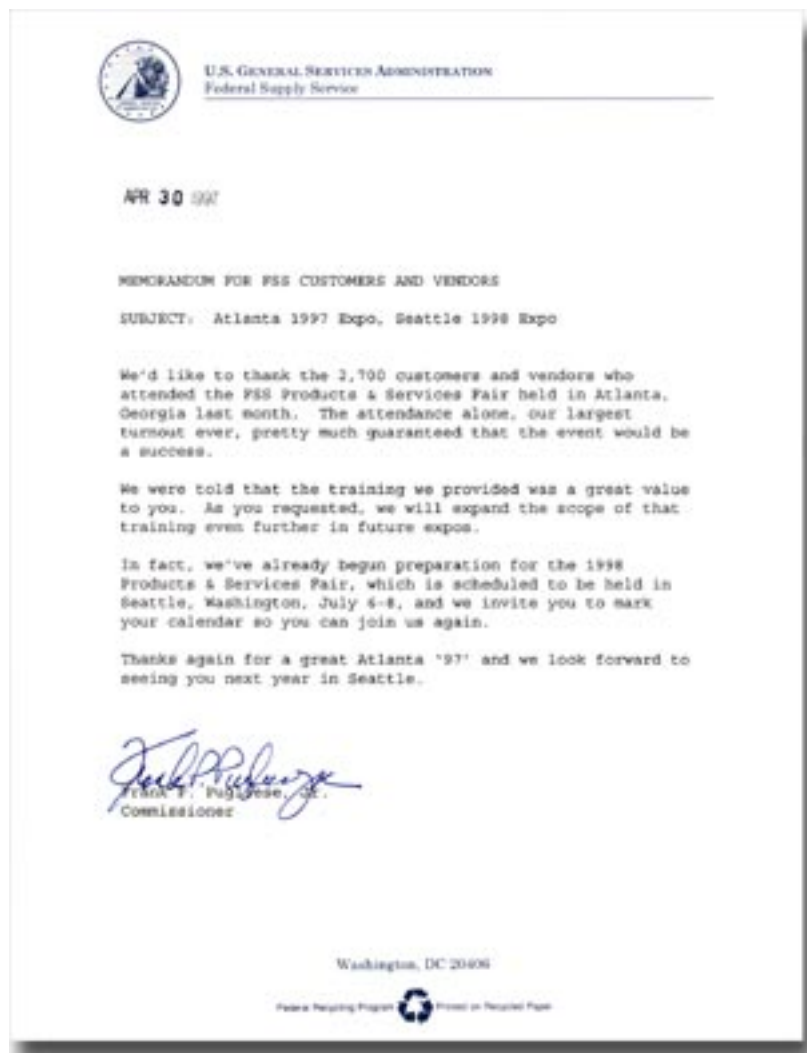 U.S. GENERAL SERVICES ADMINISTRATION
Federal Supply Service
APR 30 1997
MEMORANDUM FOR FSS CUSTOMERS AND VENDORS
SUBJECT: Atlanta 1997 Expo, Seattle 1998 Expo
We'd like to thank the 2,700 customers and vendors who
attended the FSS Products & Services Fair held in Atlanta,
Georgia last month. The attendance alone, our largest
turnout ever, pretty much guaranteed that the event would be
a success.
We were told that the training we provided was a great value
to you. As you requested, we will expand the scope of that
training even further in future expos.
In fact, we've already begun preparation for the 1998
Products & Services Fair, which is scheduled to be held in
Seattle, Washington, July 6-8, and we invite you to mark
your calendar so you can join us again.
Thanks again for a great Atlanta '97' and we look forward to
seeing you next year in Seattle.
Frank P. Pugliese, Jr.
Commissioner
Washington, DC 20406
Federal Recycling Program Printed on Recycled Paper